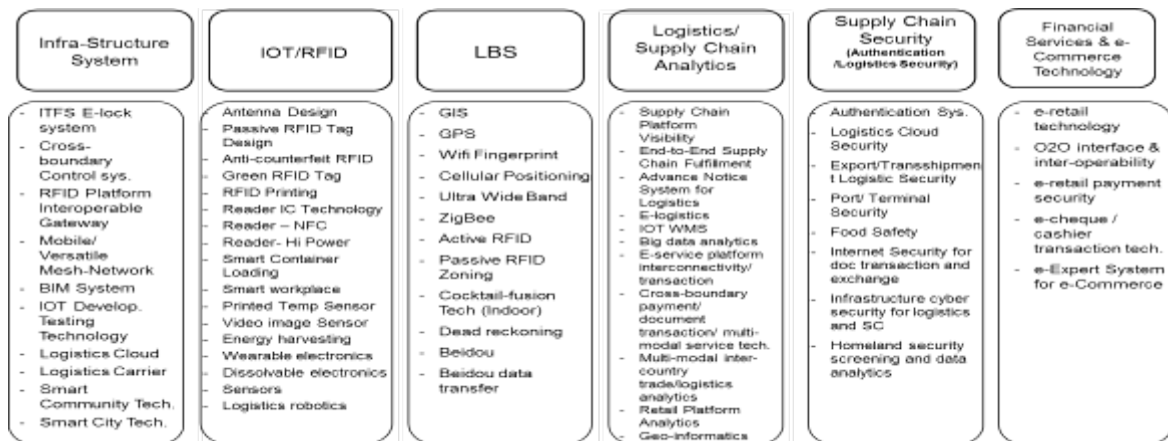 Infra-Structure
System
- ITFS E-lock
system
- Cross-
boundary
Control sys.
- RFID Platform
Interoperable
Gateway
- Mobile/
Versatile
Mesh-Network
- BIM System
- IOT Develop.
Testing
Technology
- Logistics Cloud
- Logistics Carrier
- Smart
Community Tech.
- Smart City Tech.
IOT/RFID
- Antenna Design
- Passive RFID Tag
Design
- Anti-counterfeit RFID
- Green RFID Tag
- RFID Printing
- Reader IC Technology
- Reader – NFC
- Reader- Hi Power
- Smart Container
Loading
- Smart workplace
- Printed Temp Sensor
- Video image Sensor
- Energy harvesting
- Wearable electronics
- Dissolvable electronics
- Sensors
- Logistics robotics
LBS
- GIS
- GPS
- Wifi Fingerprint
- Cellular Positioning
- Ultra Wide Band
- ZigBee
- Active RFID
- Passive RFID
Zoning
- Cocktail-fusion
Tech (Indoor)
- Dead reckoning
- Beidou
- Beidou data
transfer
Logistics/
Supply Chain
Analytics
- Supply Chain
Platform
Visibility
- End-to-End Supply
Chain Fulfillment
- Advance Notice
System for
Logistics
- E-logistics
- IOT WMS
- Big data analytics
- E-service platform
interconnectivity/
transaction
- Cross-boundary
payment/
document
transaction/ multi-
modal service tech.
- Multi-modal inter-
country
trade/logistics
analytics
- Retail Platform
Analytics
- Geo-informatics
Supply Chain
Security
(Authentication
/Logistics Security)
- Authentication Sys.
- Logistics Cloud
Security
- Export/Transshipmen
t Logistic Security
- Port/ Terminal
Security
- Food Safety
- Internet Security for
doc transaction and
exchange
- Infrastructure cyber
security for logistics
and SC
- Homeland security
screening and data
analytics
Financial
Services & e-
Commerce
Technology
- e-retail
technology
- O2O interface &
inter-operability
- e-retail payment
security
- e-cheque /
cashier
transaction tech.
- e-Expert System
for e-Commerce